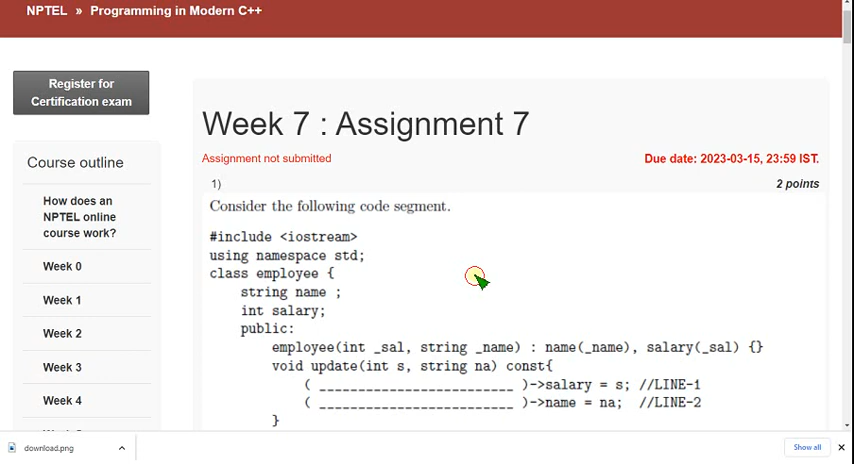 NPTEL » Programming in Modern C++
Register for
Certification exam
Course outline
How does an
NPTEL online
course work?
Week 0
Week 1
Week 2
Week 3
Week 4
Week 7 : Assignment 7
Assignment not submitted
Due date: 2023-03-15, 23:59 IST.
1)
2 points
Consider the following code segment.
#include <iostream>
using namespace std;
class employee {
string name ;
int salary;
public:
employee(int _sal, string _name) : name(_name), salary(_sal) {}
void update(int s, string na) const{
( _________________________ )->salary = s; //LINE-1
( _________________________ )->name = na; //LINE-2
}
download.png
Show all